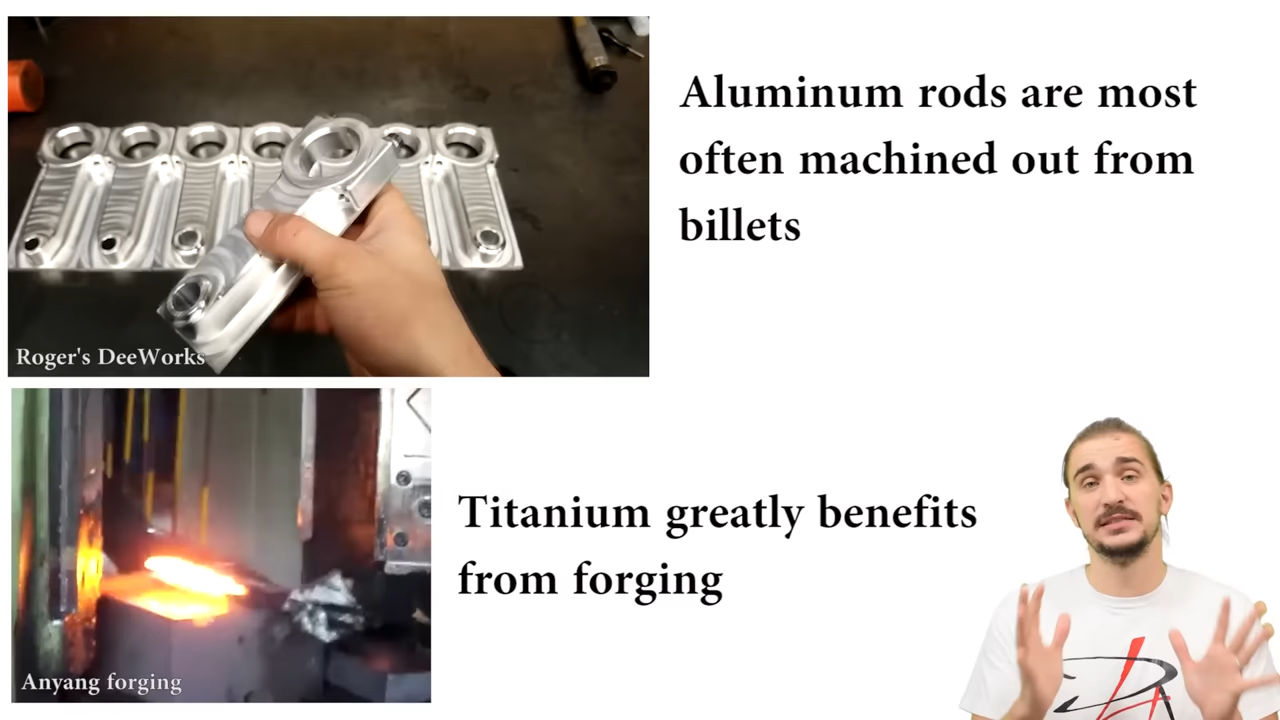 Aluminum rods are most
often machined out from
billets
Roger's DeeWorks
Titanium greatly benefits
from forging
Anyang forging